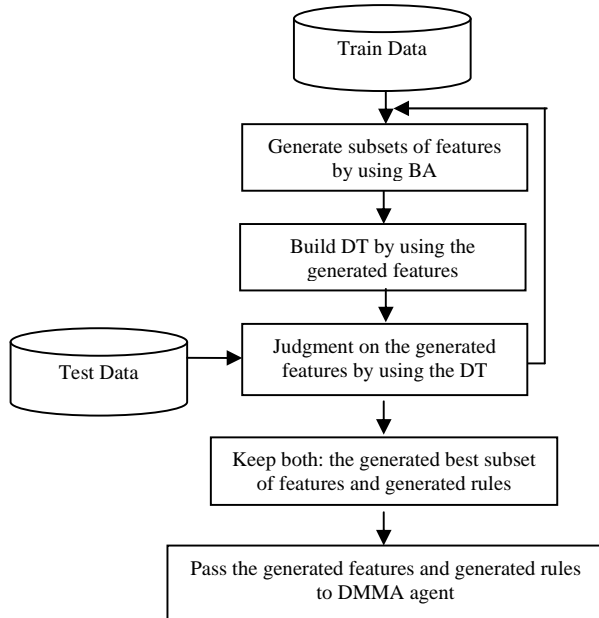 Train Data
Generate subsets of features
by using BA
Build DT by using the
generated features
Judgment on the generated
features by using the DT
Test Data
Keep both: the generated best subset
of features and generated rules
Pass the generated features and generated rules
to DMMA agent